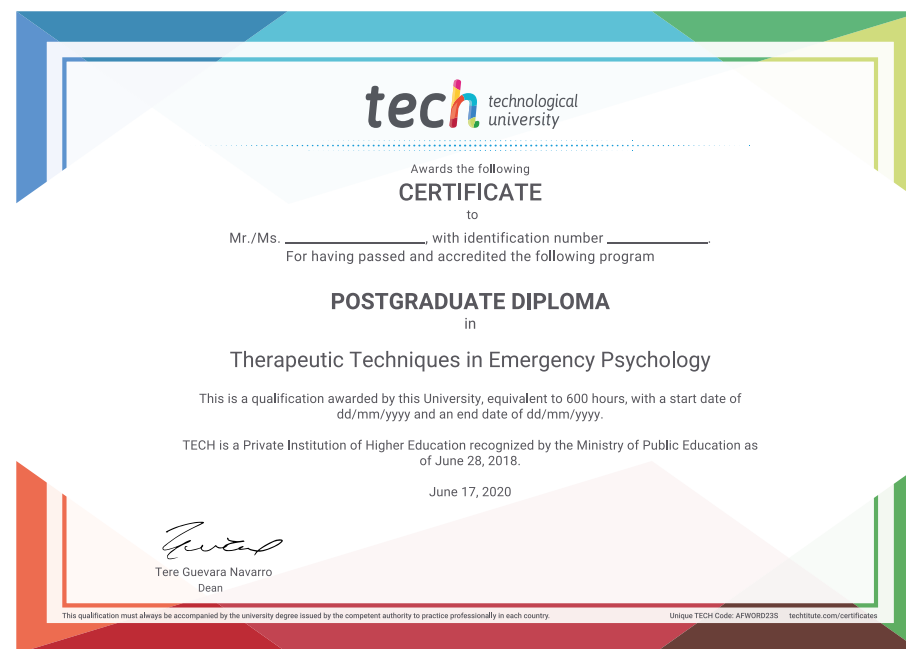 tech technological
university
Awards the following
CERTIFICATE
to
Mr./Ms. ____________________, with identification number ______________.
For having passed and accredited the following program
POSTGRADUATE DIPLOMA
in
Therapeutic Techniques in Emergency Psychology
This is a qualification awarded by this University, equivalent to 600 hours, with a start date of
dd/mm/yyyy and an end date of dd/mm/yyyy.
TECH is a Private Institution of Higher Education recognized by the Ministry of Public Education as
of June 28, 2018.
June 17, 2020
Tere Guevara Navarro
Dean
This qualification must always be accompanied by the university degree issued by the competent authority to practice professionally in each country.
Unique TECH Code: AFWORD23S techtitute.com/certificates